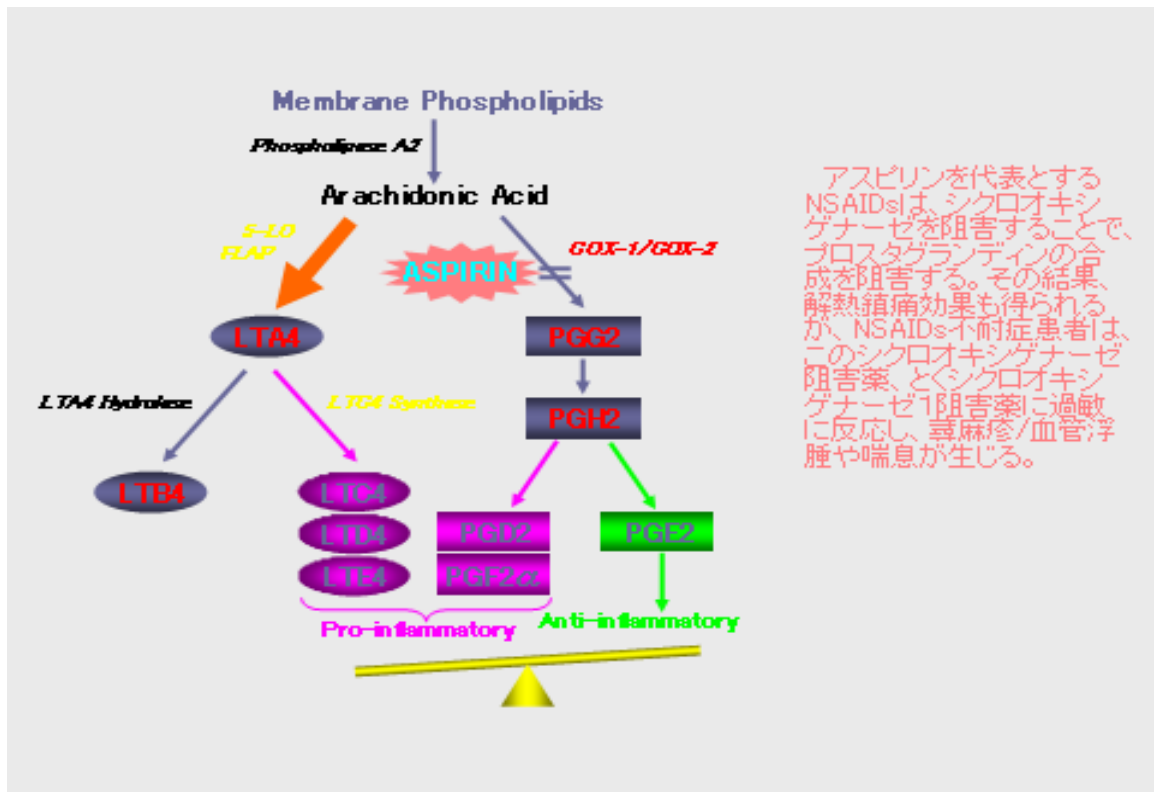 Membrane Phospholipids
Phospholipase A2
Arachidonic Acid
5-LO
FLAP
ASPIRIN
COX-1/COX-2
LTA4
PGG2
LTA4 Hydrolase
LTC4 Synthase
PGH2
LTB4
LTC4
LTD4
LTE4
PGD2
PGF2α
PGE2
Pro-inflammatory
Anti-inflammatory
アスピリンを代表とする
NSAIDsは、シクロオキシ
ゲナーゼを阻害することで、
プロスタグランディンの合
成を阻害する。その結果、
解熱鎮痛効果も得られる
が、NSAIDs不耐症患者は、
このシクロオキシゲナーゼ
阻害薬、とくシクロオキシ
ゲナーゼ1阻害薬に過敏
に反応し、蕁麻疹/血管浮
腫や喘息が生じる。